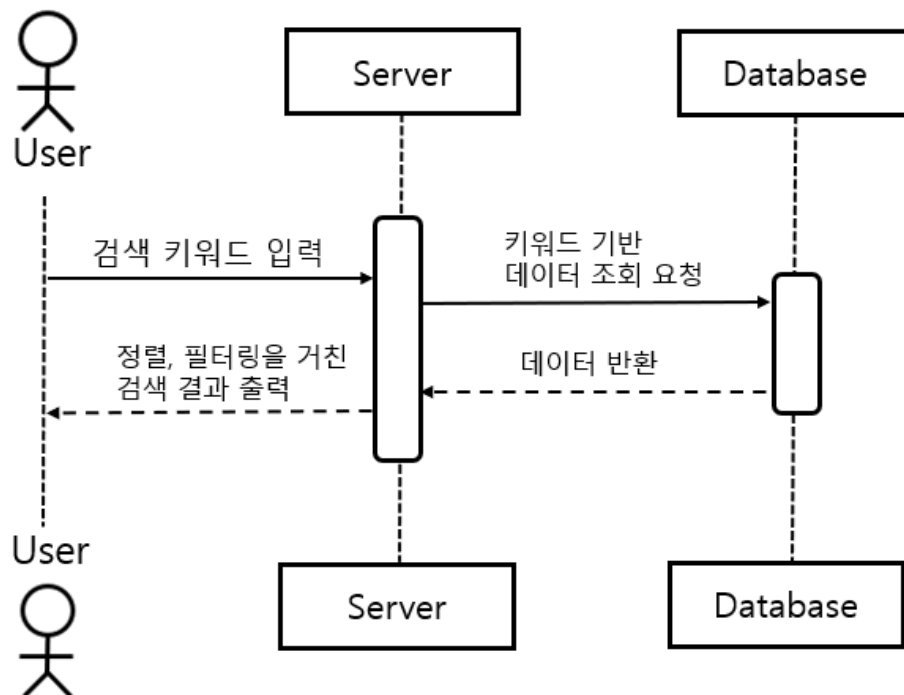 User
Server
Database
검색 키워드 입력
키워드 기반
데이터 조회 요청
정렬, 필터링을 거친
검색 결과 출력
데이터 반환
User
Server
Database